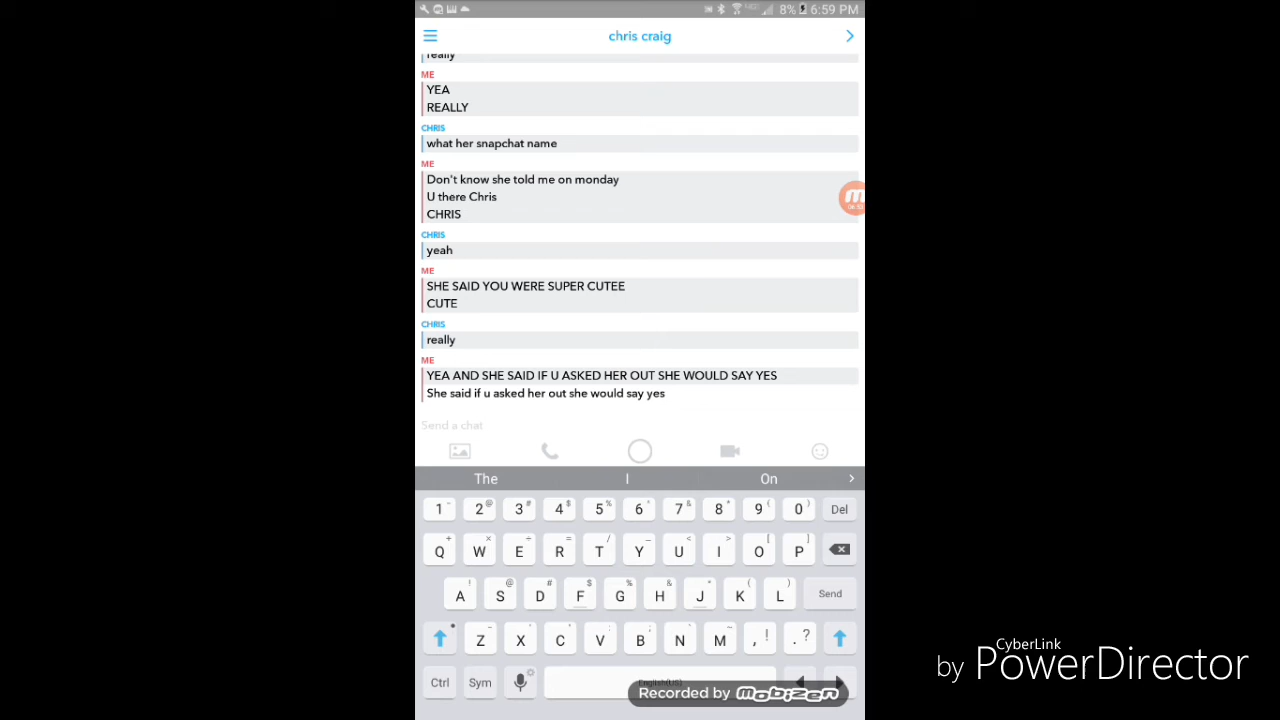 8% 6:59 PM
chris craig
really
ME
YEA
REALLY
CHRIS
what her snapchat name
ME
Don't know she told me on monday
U there Chris
CHRIS
CHRIS
yeah
ME
SHE SAID YOU WERE SUPER CUTEE
CUTE
CHRIS
really
ME
YEA AND SHE SAID IF U ASKED HER OUT SHE WOULD SAY YES
She said if u asked her out she would say yes
Send a chat
The I On
1 2 3 4 5 6 7 8 9 0 Del
Q W E R T Y U I O P
A S D F G H J K L Send
Z X C V B N M , ! . ?
Ctrl Sym English(US)
Recorded by mobizen
CyberLink
by PowerDirector